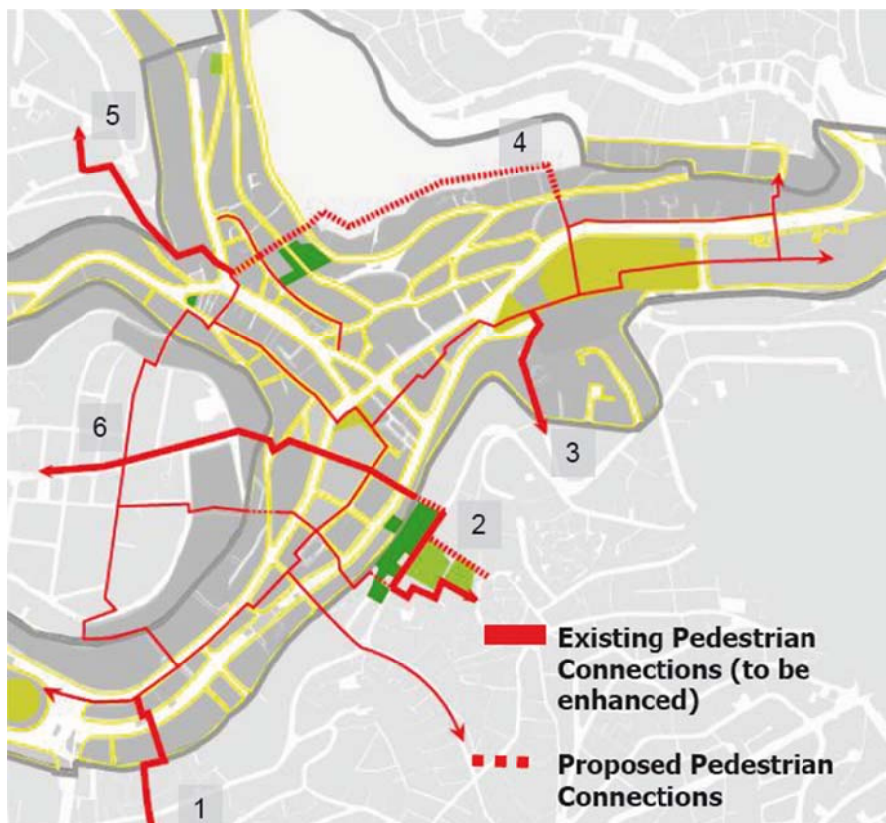 5
4
6
3
2
Existing Pedestrian
Connections (to be
enhanced)
Proposed Pedestrian
Connections
1